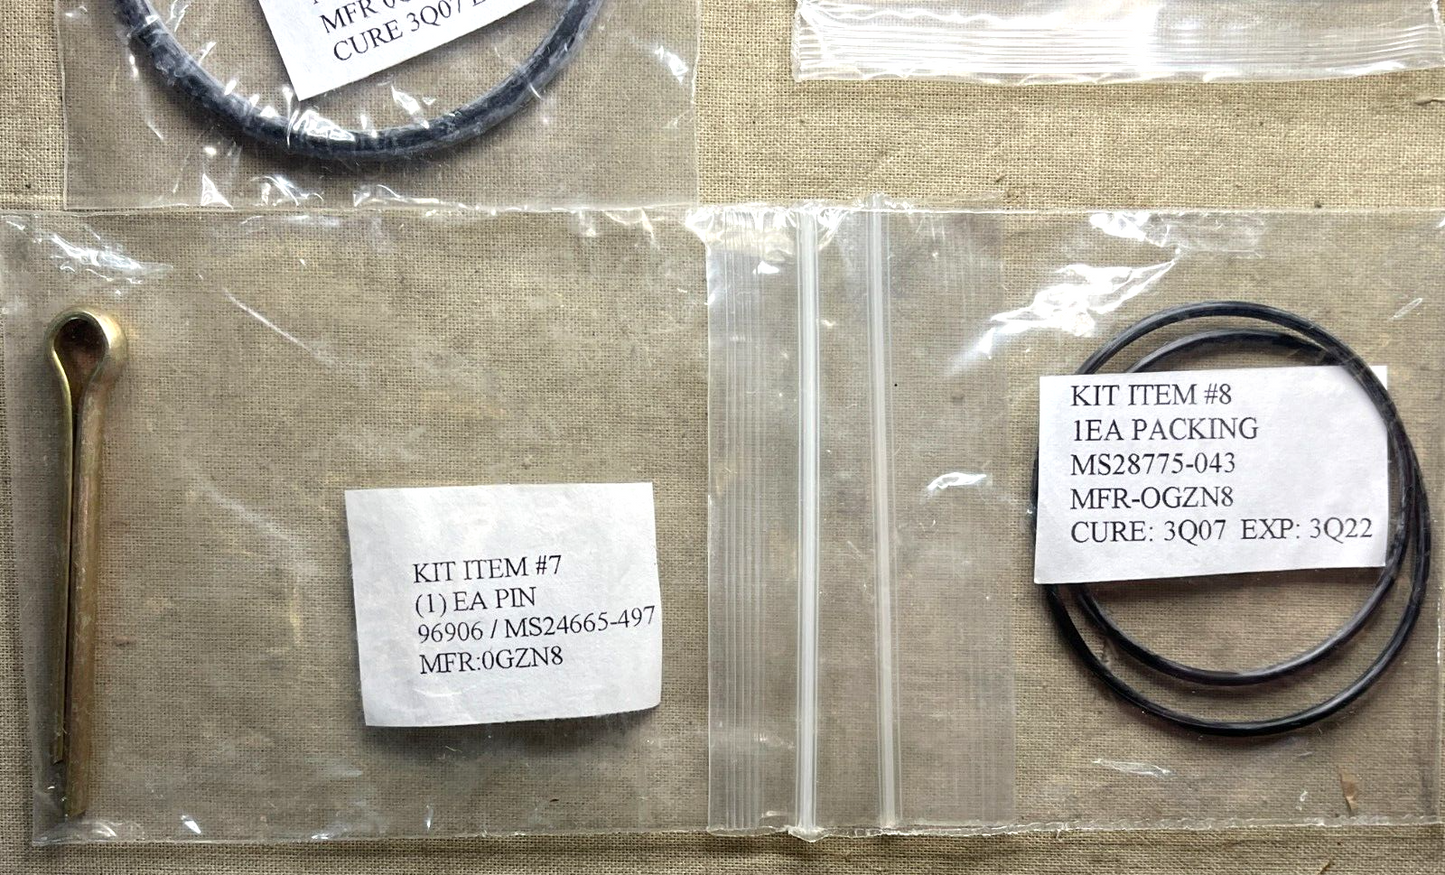 MFR
CURE 3Q07
KIT ITEM #7
(1) EA PIN
96906 / MS24665-497
MFR:0GZN8
KIT ITEM #8
1EA PACKING
MS28775-043
MFR-OGZN8
CURE: 3Q07 EXP: 3Q22